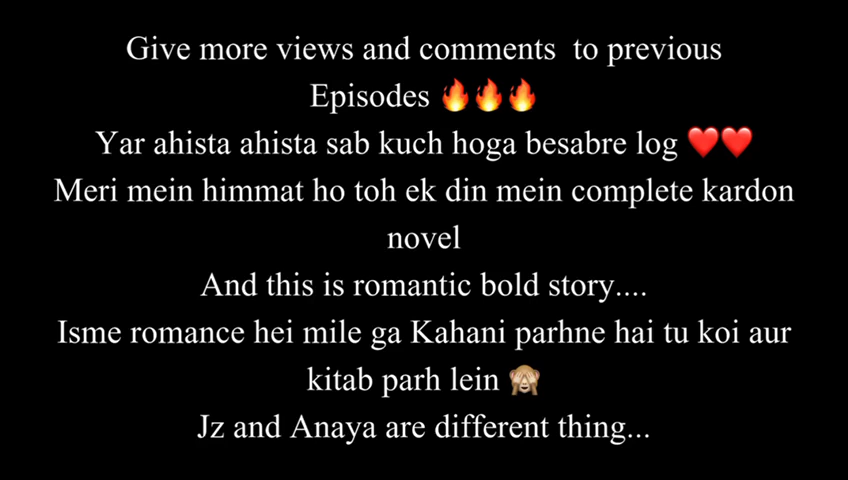 Give more views and comments  to previous
Episodes 🔥🔥🔥
Yar ahista ahista sab kuch hoga besabre log ❤️❤️
Meri mein himmat ho toh ek din mein complete kardon
novel
And this is romantic bold story....
Isme romance hei mile ga Kahani parhne hai tu koi aur
kitab parh lein 🙈
Jz and Anaya are different thing...